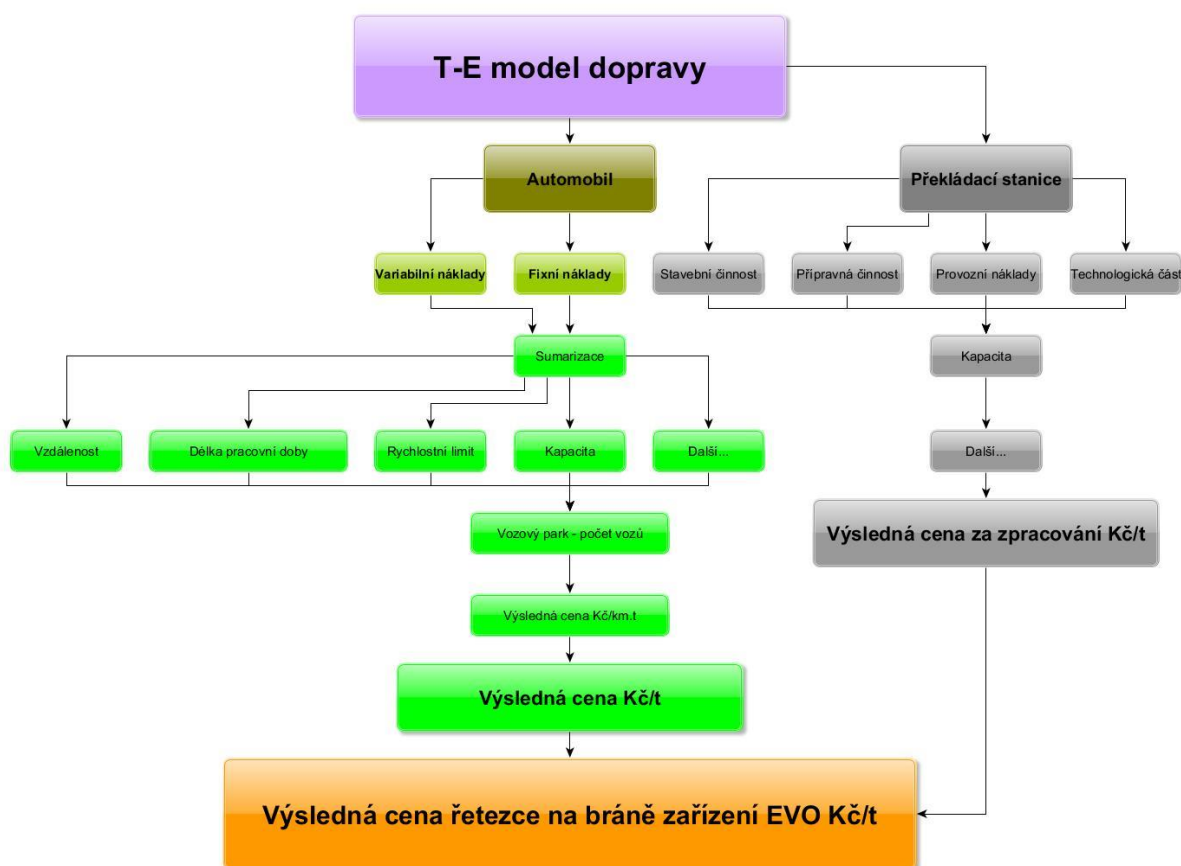 T-E model dopravy
Automobil
Překládací stanice
Variabilní náklady
Fixní náklady
Stavební činnost
Přípravná činnost
Provozní náklady
Technologická část
Sumarizace
Kapacita
Vzdálenost
Délka pracovní doby
Rychlostní limit
Kapacita
Další...
Další...
Vozový park - počet vozů
Výsledná cena za zpracování Kč/t
Výsledná cena Kč/km.t
Výsledná cena Kč/t
Výsledná cena řetezce na bráně zařízení EVO Kč/t